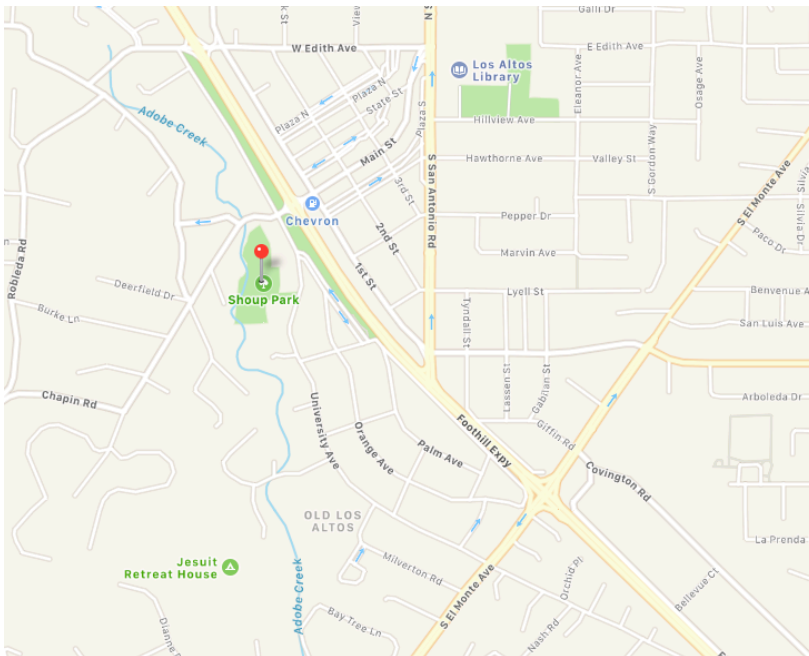 Galli Dr
W Edith Ave
E Edith Ave
Los Altos
Library
Plaza N
State St
Plaza N
Adobe Creek
Main St
Hillview Ave
Eleanor Ave
Osage Ave
S Gordon Way
Hawthorne Ave
Valley St
S San Antonio Rd
S El Monte Ave
3rd St
Chevron
2nd St
Pepper Dr
Silvia Dr
Paco Dr
Marvin Ave
Robleda Rd
1st St
Deerfield Dr
Shoup Park
Lyell St
Benvenue A
Burke Ln
Tyndall St
San Luis Ave
Lassen St
Gabilan St
Chapin Rd
University Ave
Orange Ave
Foothill Expy
Arboleda Dr
Giffin Rd
Palm Ave
Covington Rd
OLD LOS
ALTOS
La Prenda
Jesuit
Retreat House
Adobe Creek
Milverton Rd
S El Monte Ave
Orchid Pl
Bellevue Ct
Bay Tree Ln
Nash Rd